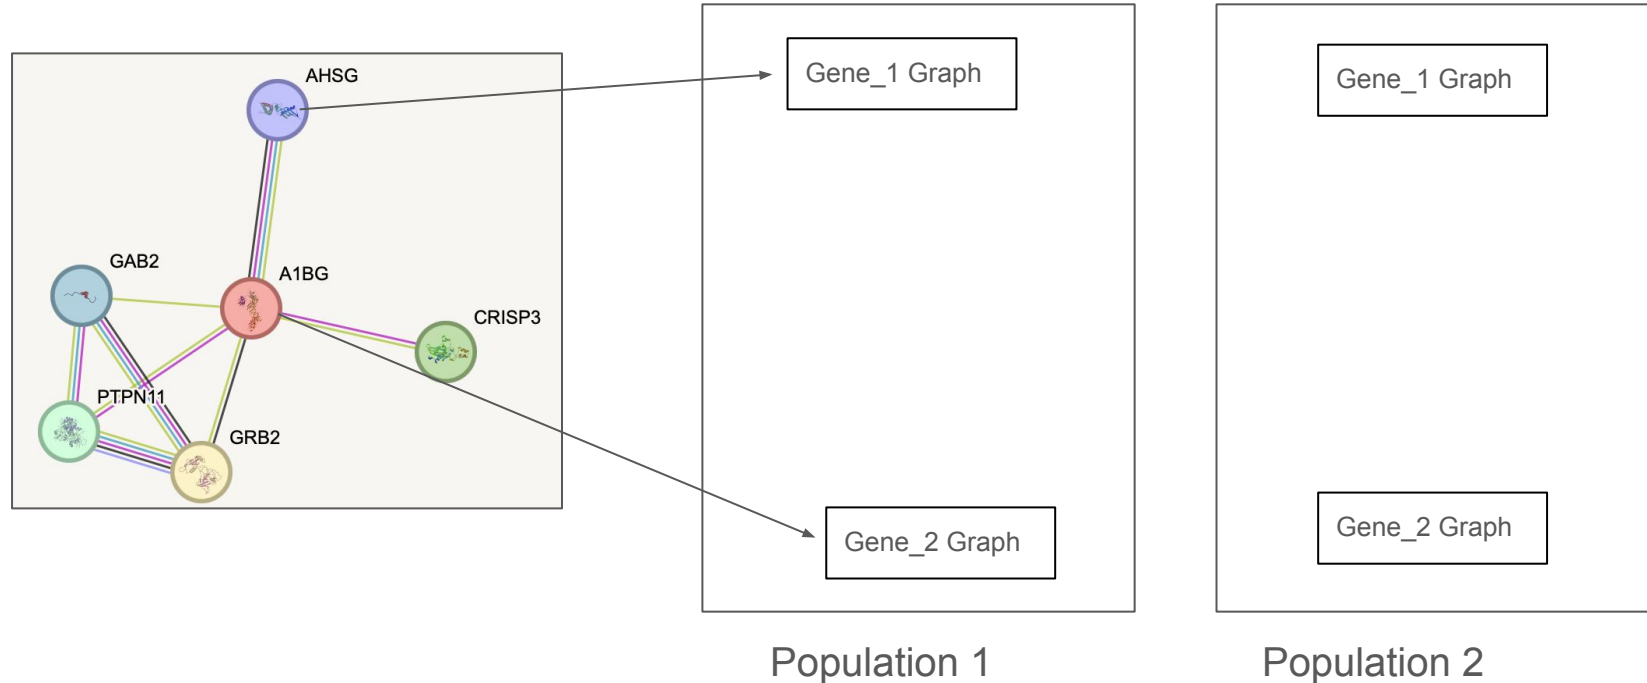 AHSG
GAB2
A1BG
CRISP3
PTPN11
GRB2
Gene_1 Graph
Gene_2 Graph
Population 1
Gene_1 Graph
Gene_2 Graph
Population 2